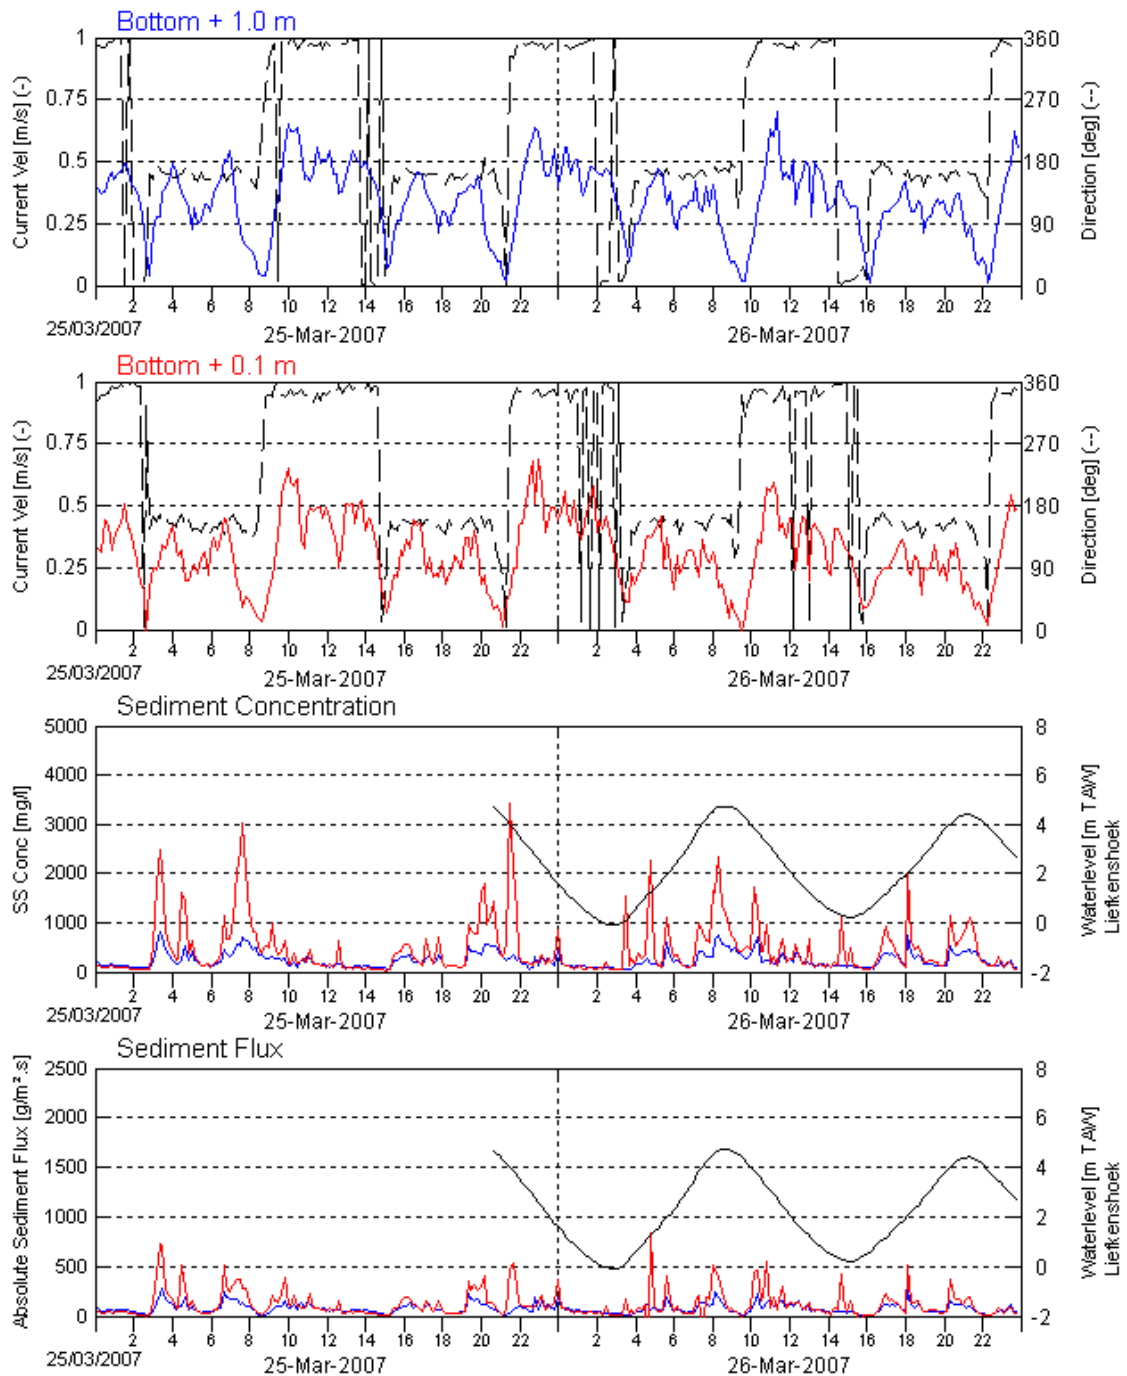 Bottom + 1.0 m
Current Vel [m/s] (-)
1
0.75
0.5
0.25
0
360
270
180
90
0
Direction [deg] (--)
2 4 6 8 10 12 14 16 18 20 22 2 4 6 8 10 12 14 16 18 20 22
25/03/2007
25-Mar-2007 26-Mar-2007
Bottom + 0.1 m
Current Vel [m/s] (-)
1
0.75
0.5
0.25
0
360
270
180
90
0
Direction [deg] (--)
2 4 6 8 10 12 14 16 18 20 22 2 4 6 8 10 12 14 16 18 20 22
25/03/2007
25-Mar-2007 26-Mar-2007
Sediment Concentration
SS Conc [mg/l]
5000
4000
3000
2000
1000
0
8
6
4
2
0
-2
Waterlevel [m TAW]
Liefkenshoek
2 4 6 8 10 12 14 16 18 20 22 2 4 6 8 10 12 14 16 18 20 22
25/03/2007
25-Mar-2007 26-Mar-2007
Sediment Flux
Absolute Sediment Flux [g/m².s]
2500
2000
1500
1000
500
0
8
6
4
2
0
-2
Waterlevel [m TAW]
Liefkenshoek
2 4 6 8 10 12 14 16 18 20 22 2 4 6 8 10 12 14 16 18 20 22
25/03/2007
25-Mar-2007 26-Mar-2007